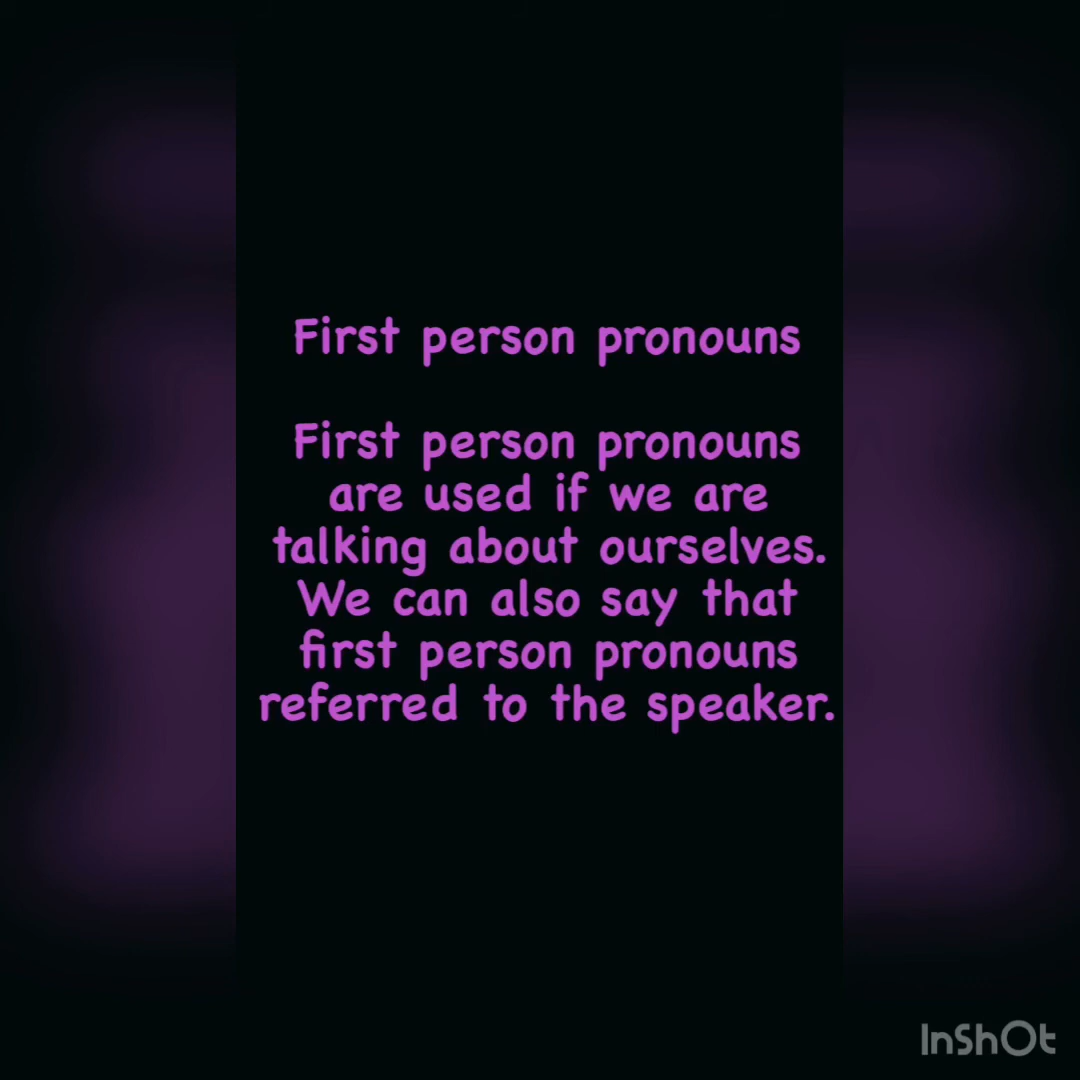 First person pronouns
First person pronouns
are used if we are
talking about ourselves.
We can also say that
first person pronouns
referred to the speaker.
InShOt